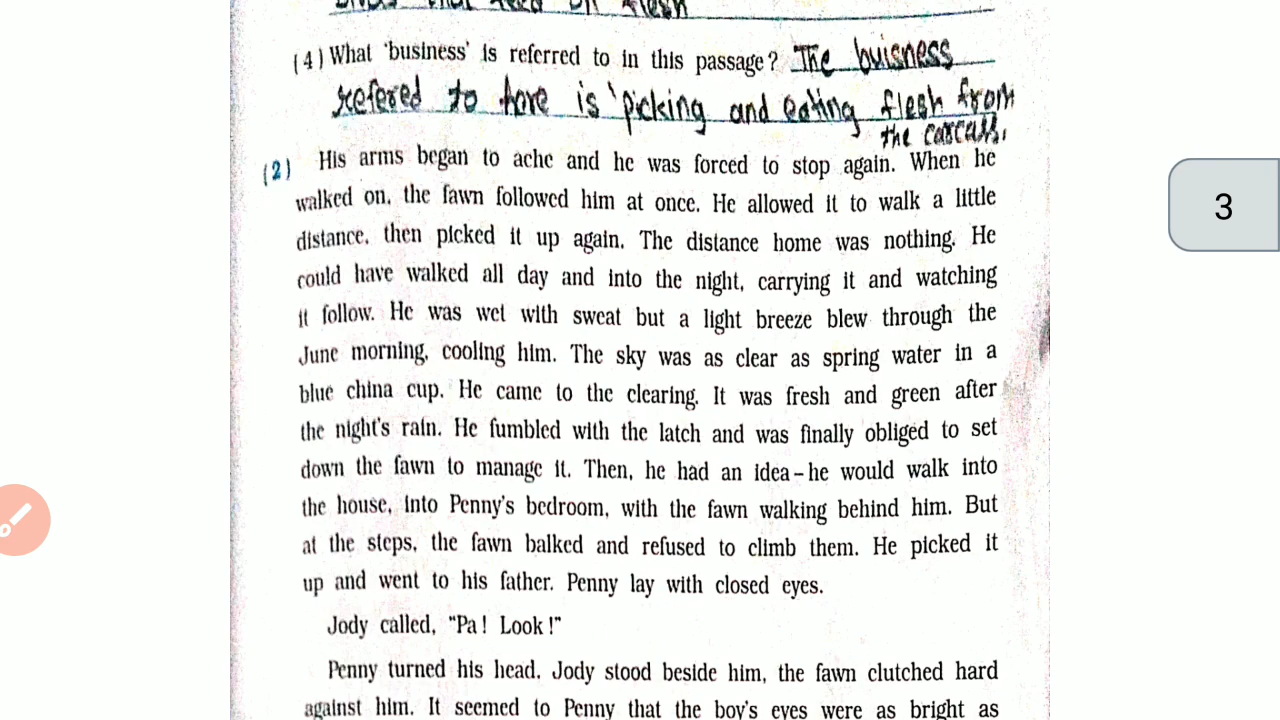 birds that feed on flesh
(4) What 'business' is referred to in this passage? The buisness
refered to here is 'picking and eating flesh from
the carcass.
(2) His arms began to ache and he was forced to stop again. When he
walked on, the fawn followed him at once. He allowed it to walk a little
distance, then picked it up again. The distance home was nothing. He
could have walked all day and into the night, carrying it and watching
it follow. He was wet with sweat but a light breeze blew through the
June morning, cooling him. The sky was as clear as spring water in a
blue china cup. He came to the clearing. It was fresh and green after
the night's rain. He fumbled with the latch and was finally obliged to set
down the fawn to manage it. Then, he had an idea – he would walk into
the house, into Penny's bedroom, with the fawn walking behind him. But
at the steps, the fawn balked and refused to climb them. He picked it
up and went to his father. Penny lay with closed eyes.
Jody called, "Pa! Look!"
Penny turned his head. Jody stood beside him, the fawn clutched hard
against him. It seemed to Penny that the boy's eyes were as bright as
3